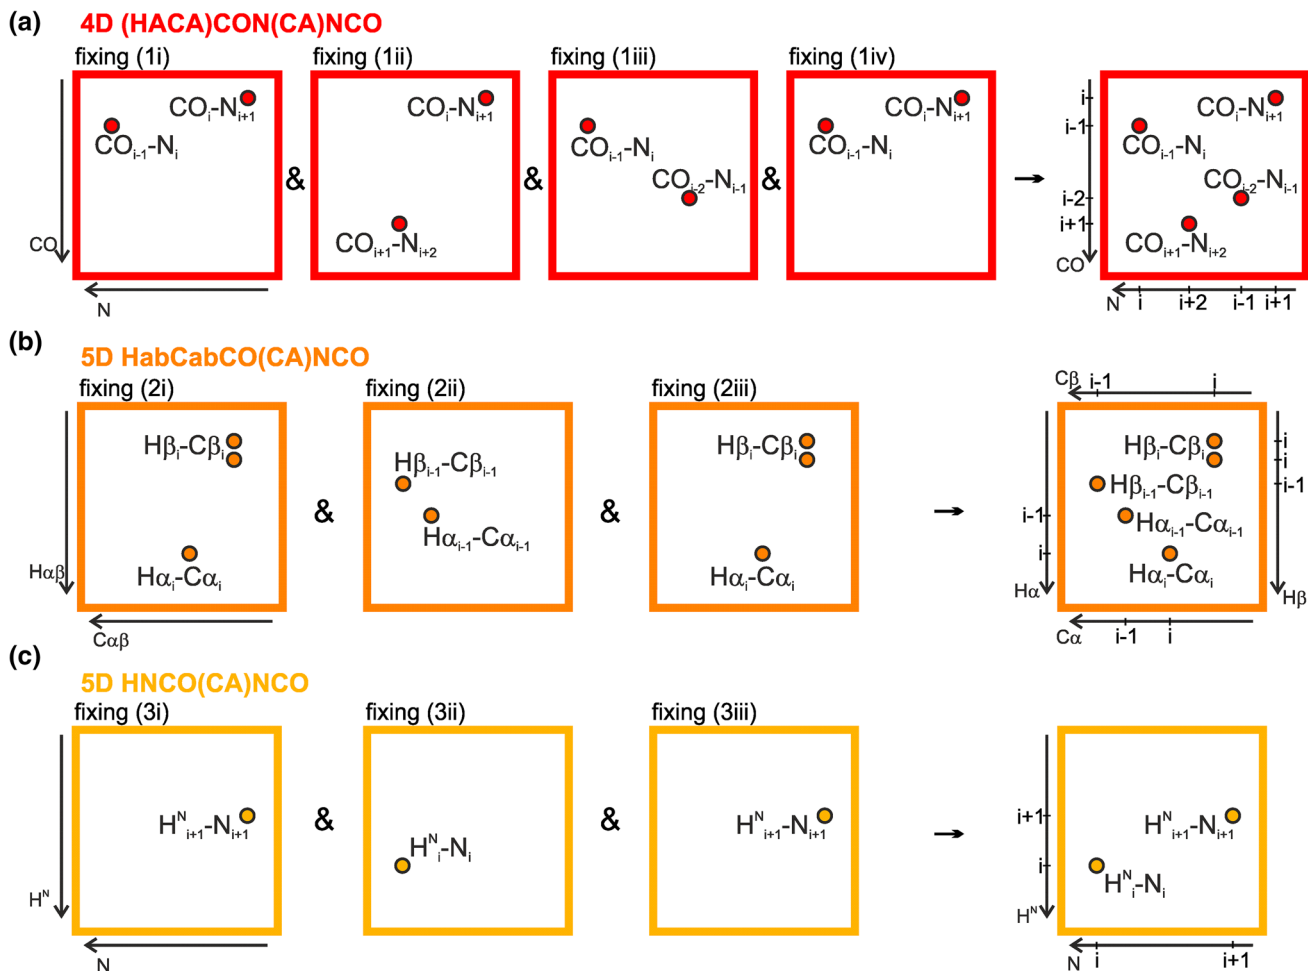 (a) 4D (HACA)CON(CA)NCO
fixing (1i) fixing (1ii) fixing (1iii) fixing (1iv)
COi-Ni+1 COi-Ni+1 COi-Ni+1 i COi-Ni+1
COi-1-Ni COi-1-Ni COi-1-Ni i-1 COi-1-Ni
& & & →
COi-2-Ni-1 i-2 COi-2-Ni-1
COi+1-Ni+2 i+1 COi+1-Ni+2
CO CO
N N i i+2 i-1 i+1
(b) 5D HabCabCO(CA)NCO
fixing (2i) fixing (2ii) fixing (2iii) Cβ i-1 i
Hβi-Cβi Hβi-Cβi Hβi-Cβi i
i
Hβi-1-Cβi-1 Hβi-1-Cβi-1 i-1
& & →
Hαi-1-Cαi-1 i-1 Hαi-1-Cαi-1
Hαi-Cαi Hαi-Cαi i Hαi-Cαi
Hαβ Hα Hβ
Cαβ Cα i-1 i
(c) 5D HNCO(CA)NCO
fixing (3i) fixing (3ii) fixing (3iii)
HNi+1-Ni+1 & & HNi+1-Ni+1 → i+1 HNi+1-Ni+1
HNi-Ni i HNi-Ni
HN HN
N N i i+1